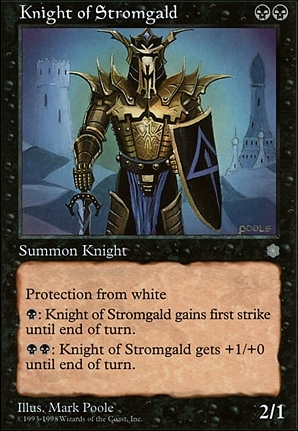 Knight of Stromgald
POOLE
Summon Knight
Protection from white
: Knight of Stromgald gains first strike
until end of turn.
: Knight of Stromgald gets +1/+0
until end of turn.
Illus. Mark Poole
©1993-1998 Wizards of the Coast, Inc.
2/1